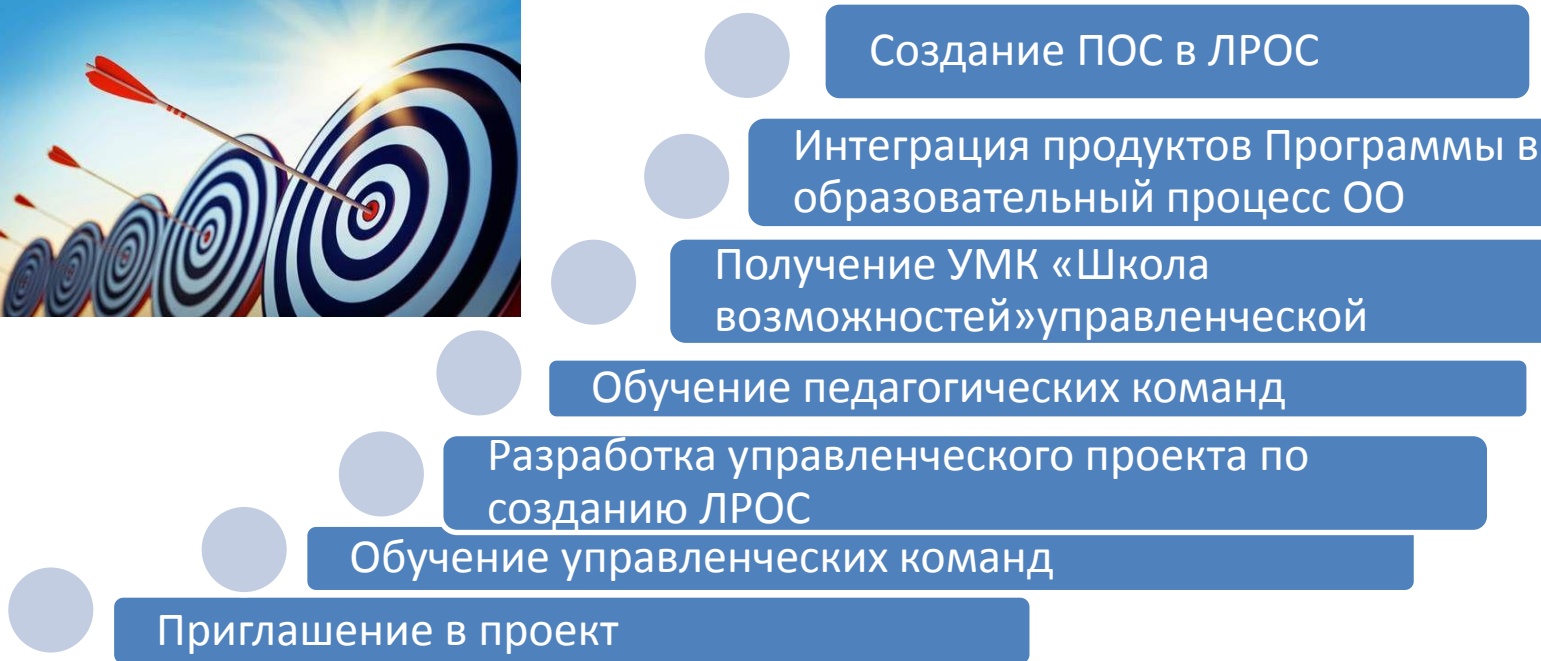 Создание ПОС в ЛРОС
Интеграция продуктов Программы в
образовательный процесс ОО
Получение УМК «Школа
возможностей»управленческой
Обучение педагогических команд
Разработка управленческого проекта по
созданию ЛРОС
Обучение управленческих команд
Приглашение в проект